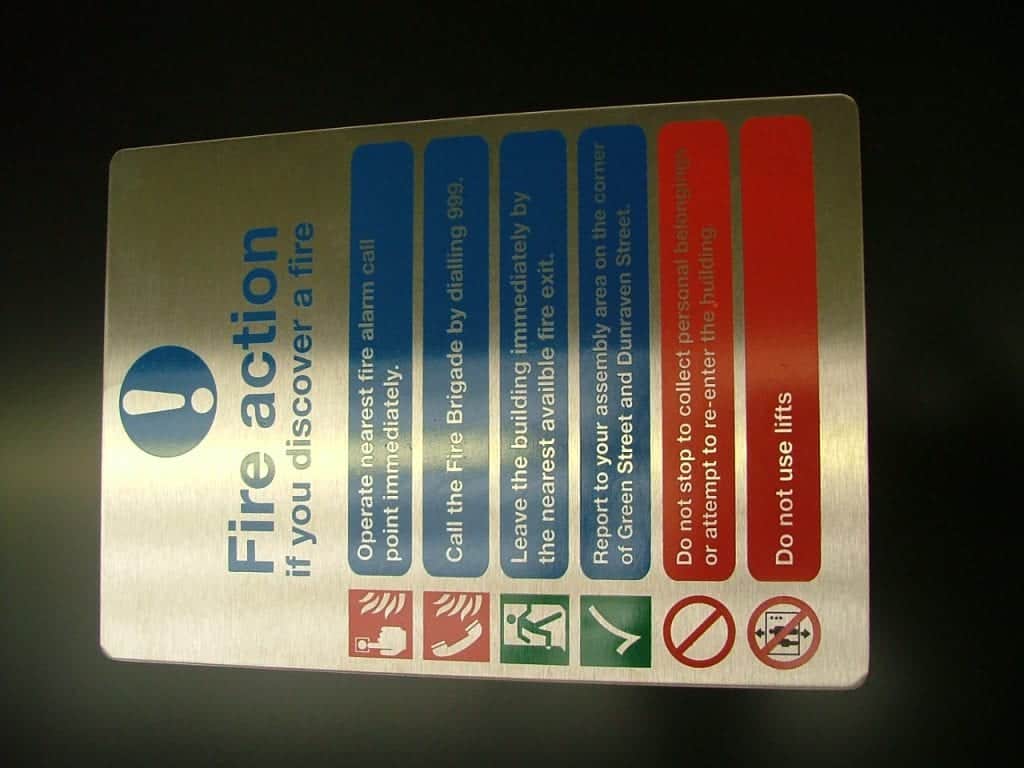 Fire action
if you discover a fire
Operate nearest fire alarm call
point immediately.
Call the Fire Brigade by dialling 999.
Leave the building immediately by
the nearest availble fire exit.
Report to your assembly area on the corner
of Green Street and Dunraven Street.
Do not stop to collect personal belongings
or attempt to re-enter the building.
Do not use lifts